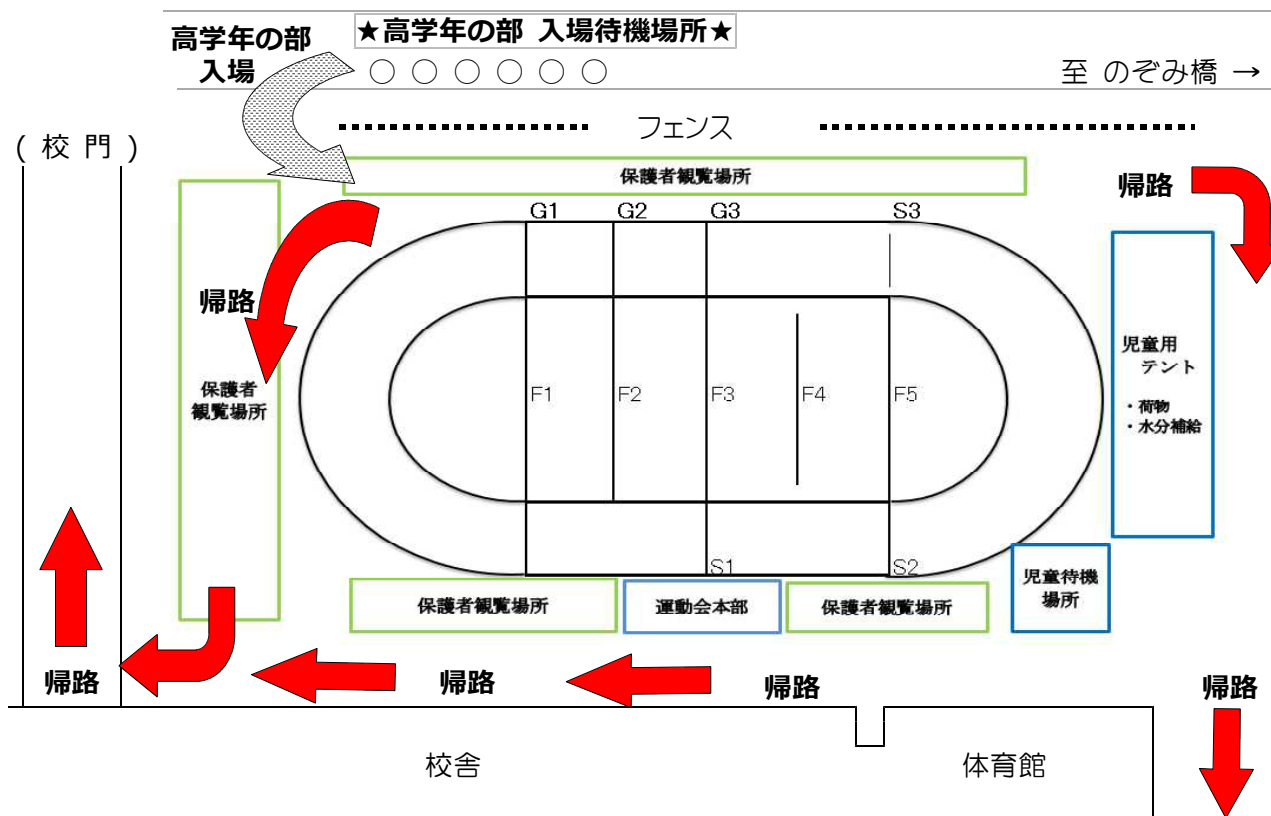 高学年の部
入場
★高学年の部 入場待機場所★
○ ○ ○ ○ ○ ○
至 のぞみ橋 →
フェンス
(校門)
保護者観覧場所
帰路
G1 G2 G3 S3
帰路
保護者
観覧場所
F1 F2 F3 F4 F5
児童用
テント
・荷物
・水分補給
S1 S2
児童待機
場所
保護者観覧場所
運動会本部
保護者観覧場所
帰路
帰路
帰路
帰路
校舎
体育館